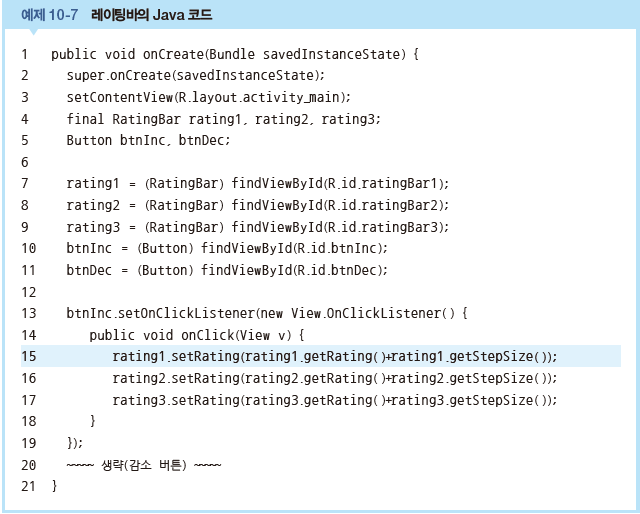 예제 10-7 레이팅바의 Java 코드
1 public void onCreate(Bundle savedInstanceState) {
2 super.onCreate(savedInstanceState);
3 setContentView(R.layout.activity_main);
4 final RatingBar rating1, rating2, rating3;
5 Button btnInc, btnDec;
6
7 rating1 = (RatingBar) findViewById(R.id.ratingBar1);
8 rating2 = (RatingBar) findViewById(R.id.ratingBar2);
9 rating3 = (RatingBar) findViewById(R.id.ratingBar3);
10 btnInc = (Button) findViewById(R.id.btnInc);
11 btnDec = (Button) findViewById(R.id.btnDec);
12
13 btnInc.setOnClickListener(new View.OnClickListener() {
14 public void onClick(View v) {
15 rating1.setRating(rating1.getRating()+rating1.getStepSize());
16 rating2.setRating(rating2.getRating()+rating2.getStepSize());
17 rating3.setRating(rating3.getRating()+rating3.getStepSize());
18 }
19 });
20 ~~~~~ 생략(감소 버튼) ~~~~~
21 }